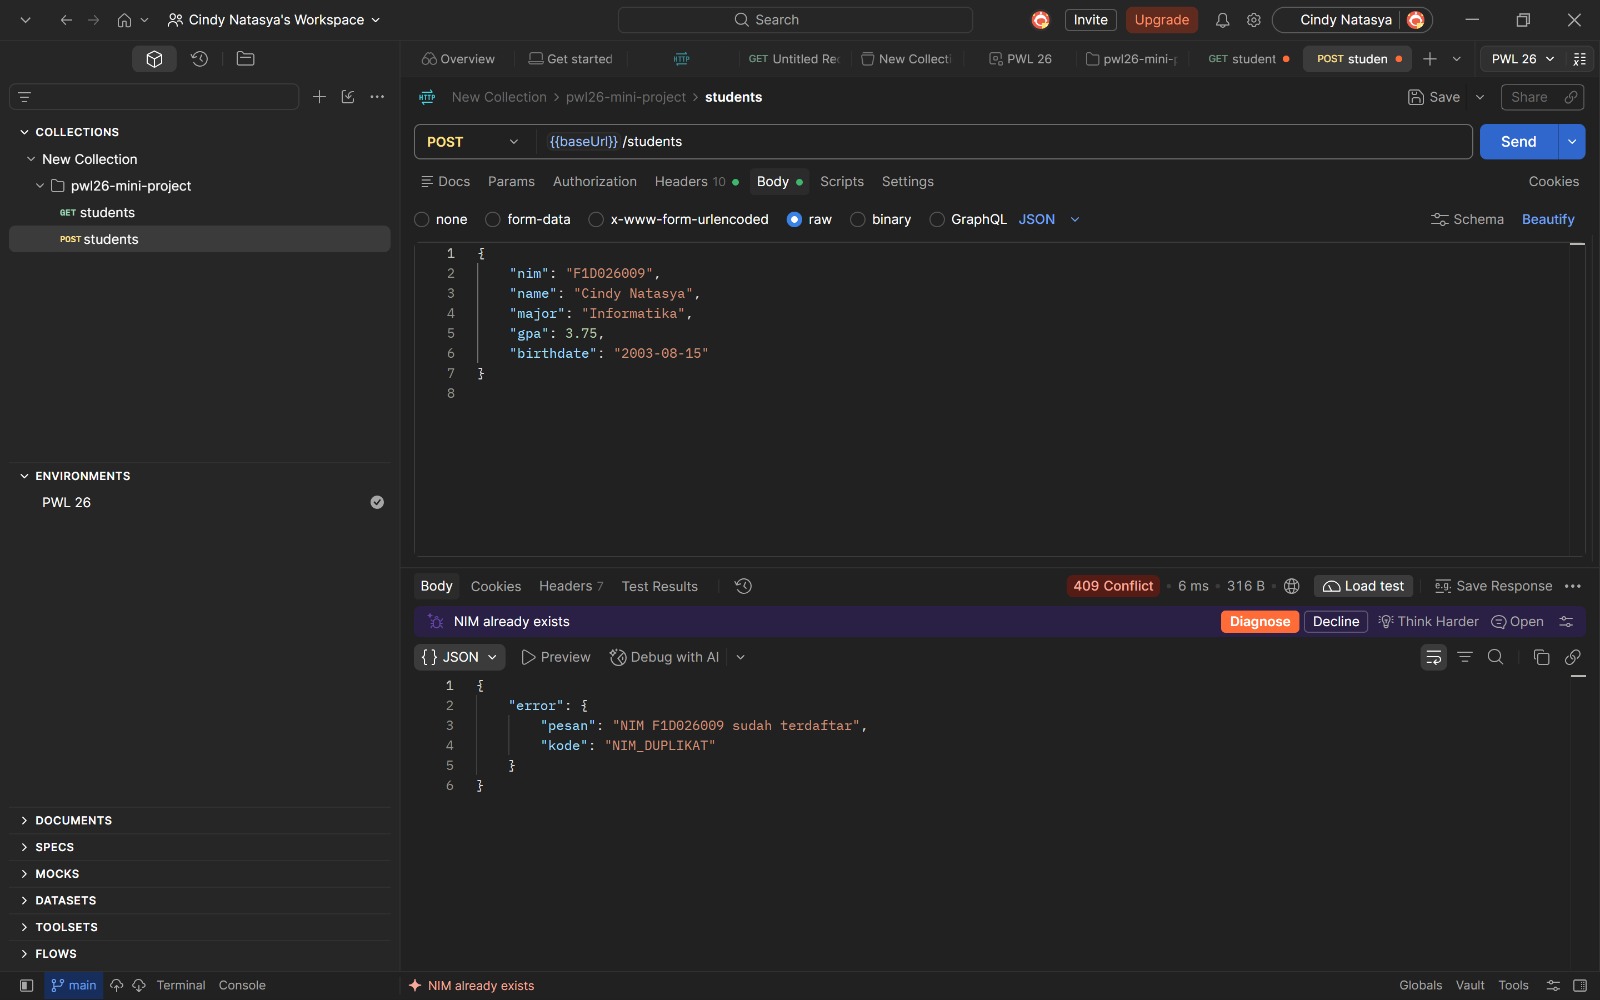 Cindy Natasya's Workspace
Search
Invite
Upgrade
Cindy Natasya
Overview
Get started
HTTP
GET Untitled Re
New Collecti
PWL 26
pwl26-mini-
GET student
POST studen
PWL 26
HTTP New Collection > pwl26-mini-project > students
Save
Share
COLLECTIONS
New Collection
pwl26-mini-project
GET students
POST students
POST
{{baseUrl}} /students
Send
Docs
Params
Authorization
Headers 10
Body
Scripts
Settings
Cookies
none
form-data
x-www-form-urlencoded
raw
binary
GraphQL
JSON
Schema
Beautify
1 {
2 "nim": "F1D026009",
3 "name": "Cindy Natasya",
4 "major": "Informatika",
5 "gpa": 3.75,
6 "birthdate": "2003-08-15"
7 }
8
ENVIRONMENTS
PWL 26
Body
Cookies
Headers 7
Test Results
409 Conflict
6 ms
316 B
Load test
e.g. Save Response
NIM already exists
Diagnose
Decline
Think Harder
Open
{} JSON
Preview
Debug with AI
1 {
2 "error": {
3 "pesan": "NIM F1D026009 sudah terdaftar",
4 "kode": "NIM_DUPLIKAT"
5 }
6 }
DOCUMENTS
SPECS
MOCKS
DATASETS
TOOLSETS
FLOWS
main
Terminal
Console
NIM already exists
Globals
Vault
Tools